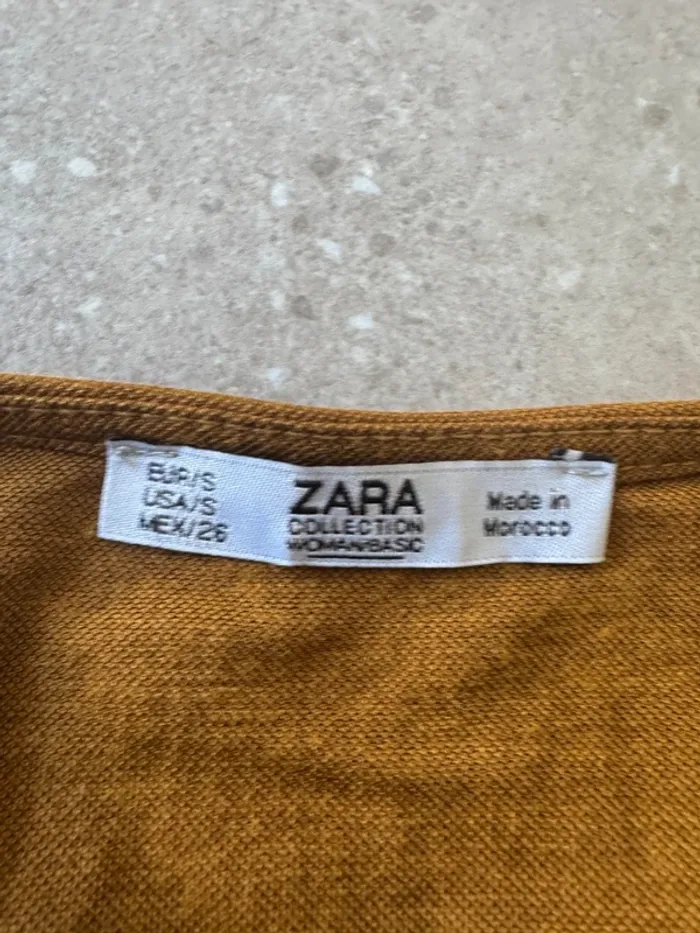 EUR/S
USA/S
MEX/26
ZARA
COLLECTION
WOMAN/BASIC
Made in
Morocco